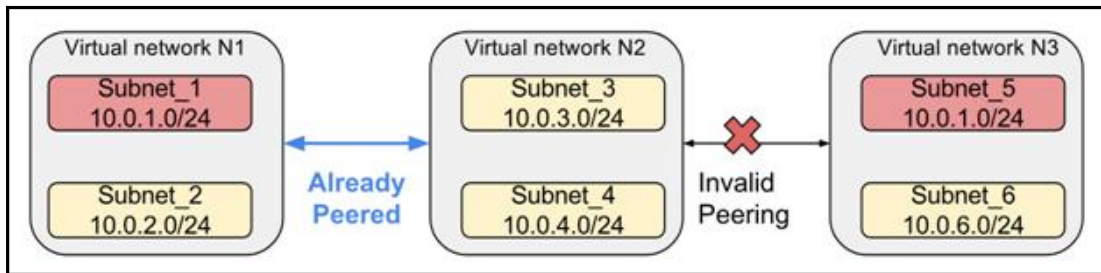 Virtual network N1
Subnet_1
10.0.1.0/24
Subnet_2
10.0.2.0/24
Already
Peered
Virtual network N2
Subnet_3
10.0.3.0/24
Subnet_4
10.0.4.0/24
Invalid
Peering
Virtual network N3
Subnet_5
10.0.1.0/24
Subnet_6
10.0.6.0/24